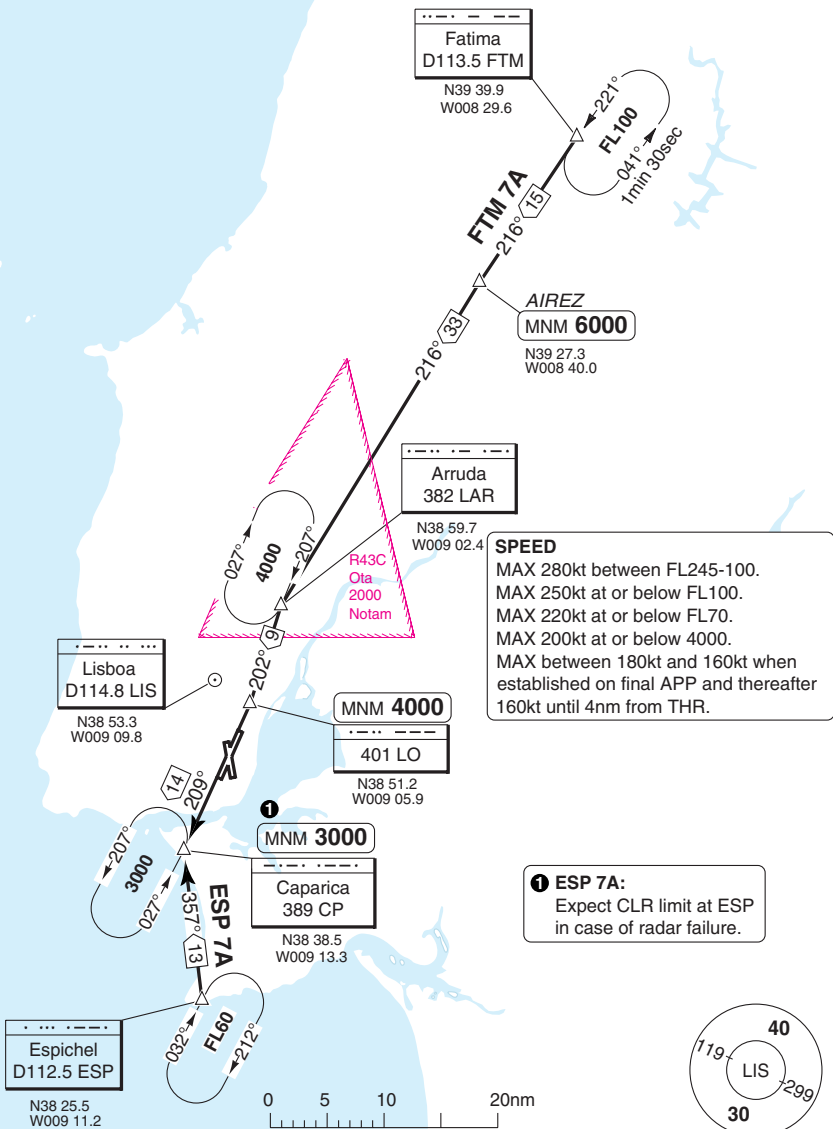 Fatima
D113.5 FTM
N39 39.9
W008 29.6
221°
FL100
041°
1min 30sec
FTM 7A
216°
15
AIREZ
MNM 6000
N39 27.3
W008 40.0
216°
33
Arruda
382 LAR
N38 59.7
W009 02.4
027°
4000
207°
R43C
Ota
2000
Notam
SPEED
MAX 280kt between FL245-100.
MAX 250kt at or below FL100.
MAX 220kt at or below FL70.
MAX 200kt at or below 4000.
MAX between 180kt and 160kt when
established on final APP and thereafter
160kt until 4nm from THR.
9
202°
Lisboa
D114.8 LIS
N38 53.3
W009 09.8
MNM 4000
401 LO
N38 51.2
W009 05.9
14
209°
1
MNM 3000
Caparica
389 CP
N38 38.5
W009 13.3
207°
3000
027°
ESP 7A
357°
13
1 ESP 7A:
Expect CLR limit at ESP
in case of radar failure.
032°
FL60
212°
Espichel
D112.5 ESP
N38 25.5
W009 11.2
0 5 10 20nm
40
119
LIS
299
30